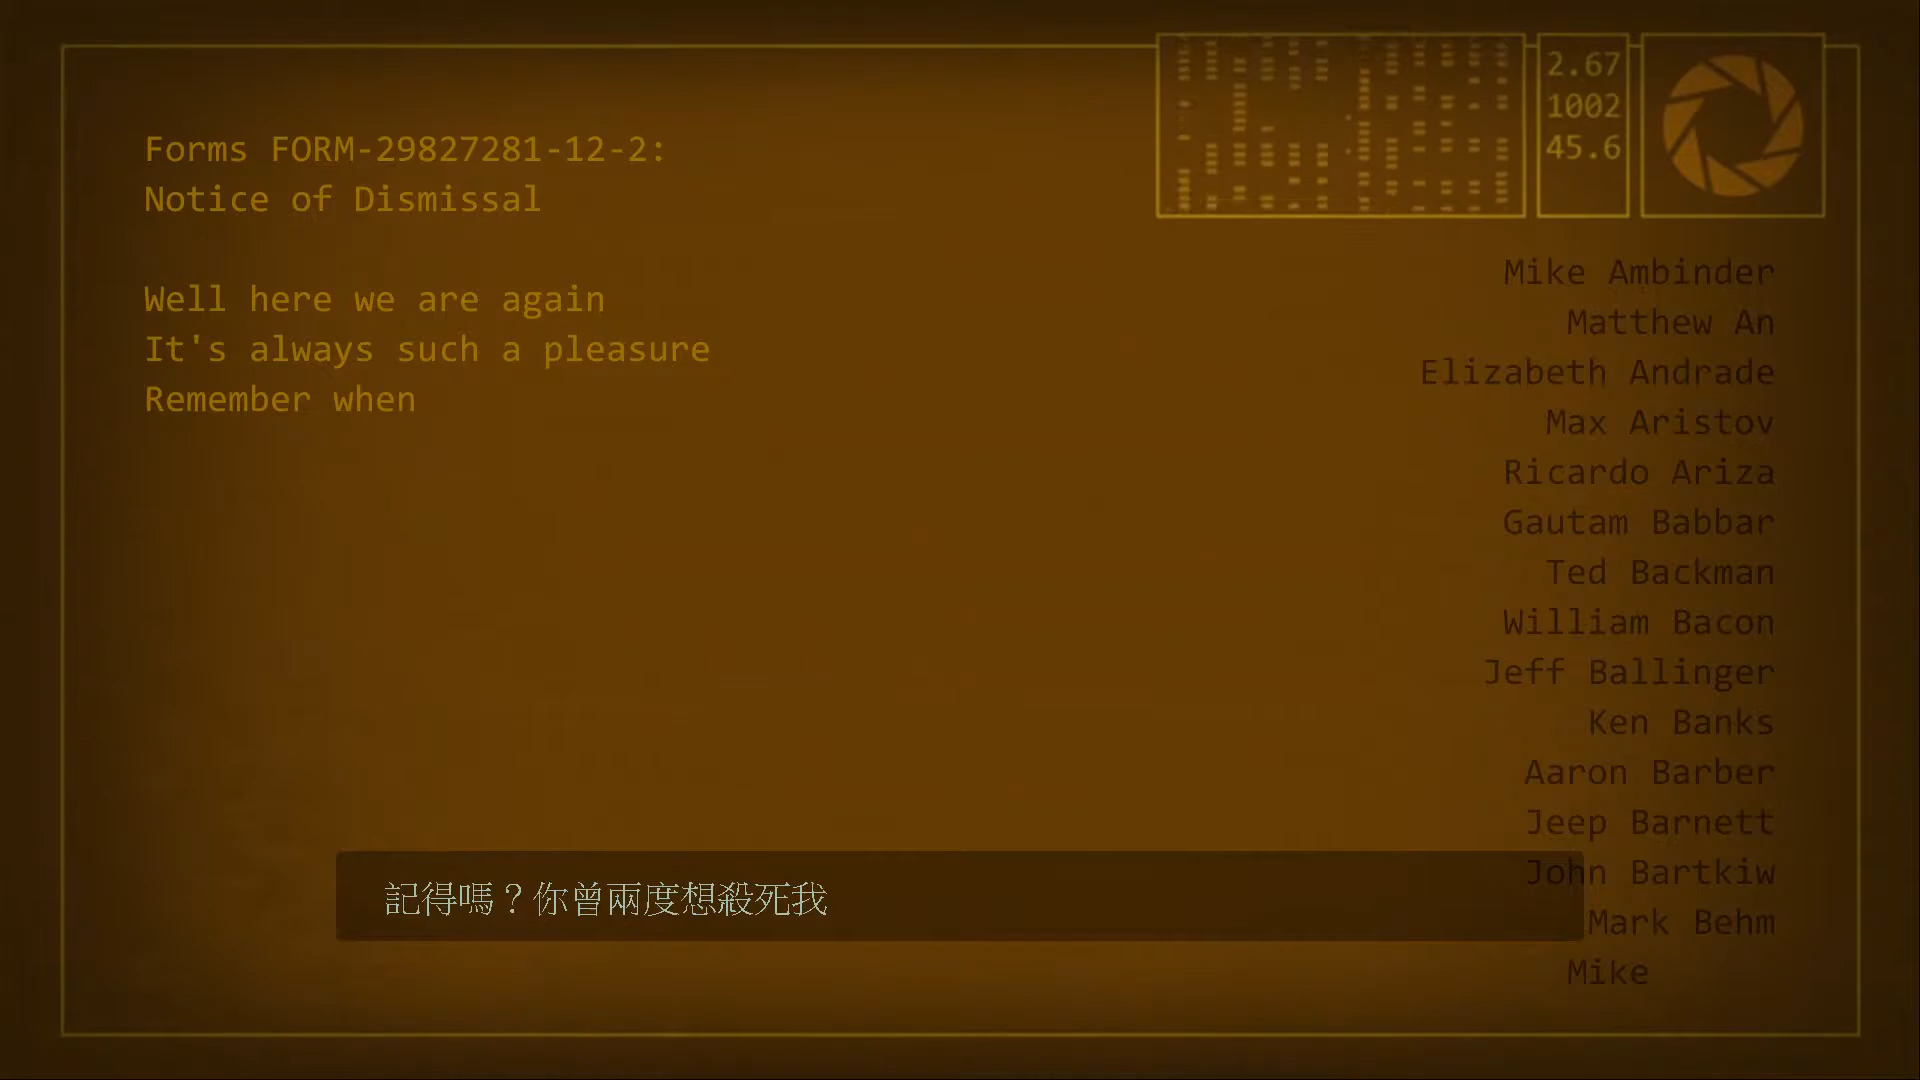 Forms FORM-29827281-12-2:
Notice of Dismissal
Well here we are again
It's always such a pleasure
Remember when
2.67
1002
45.6
Mike Ambinder
Matthew An
Elizabeth Andrade
Max Aristov
Ricardo Ariza
Gautam Babbar
Ted Backman
William Bacon
Jeff Ballinger
Ken Banks
Aaron Barber
Jeep Barnett
John Bartkiw
Mark Behm
Mike
記得嗎？你曾兩度想殺死我